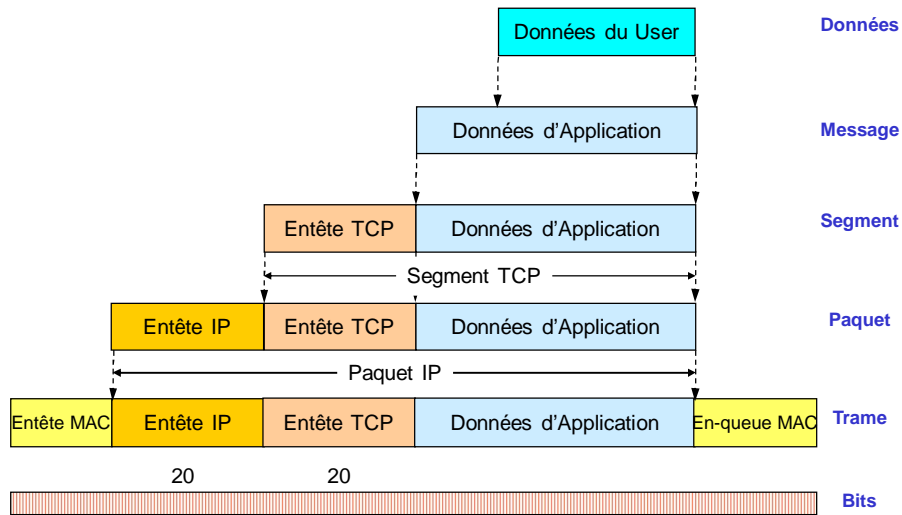 Données du User
Données
Données d'Application
Message
Entête TCP
Données d'Application
Segment
Segment TCP
Entête IP
Entête TCP
Données d'Application
Paquet
Paquet IP
Entête MAC
Entête IP
Entête TCP
Données d'Application
En-queue MAC
Trame
20
20
Bits